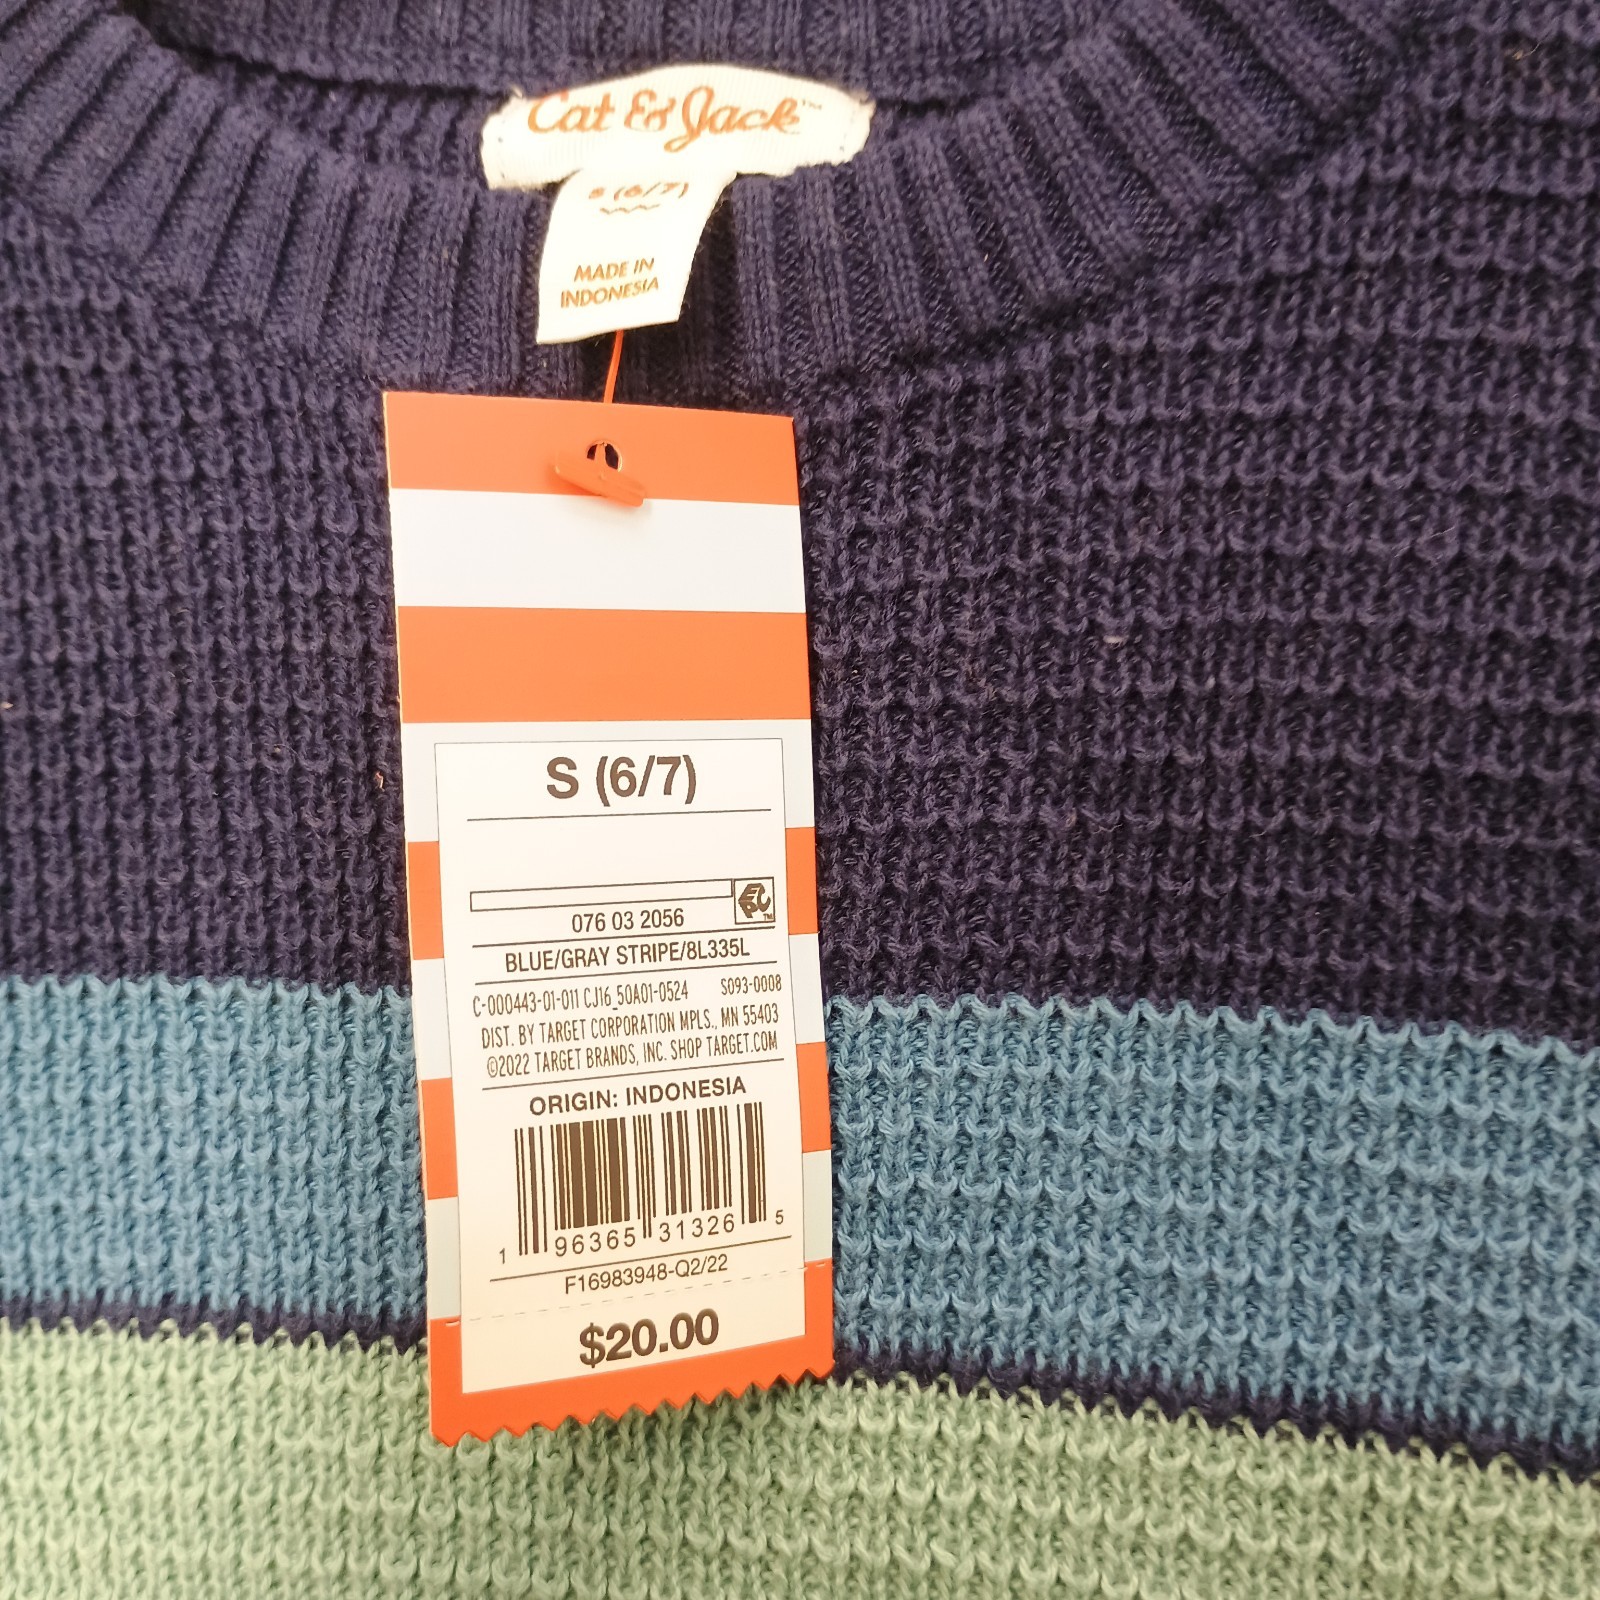 Cat & Jack™
S (6/7)
MADE IN
INDONESIA
S (6/7)
EPC™
076 03 2056
BLUE/GRAY STRIPE/8L335L
C-000443-01-011 CJ16_50A01-0524 S093-0008
DIST. BY TARGET CORPORATION MPLS., MN 55403
©2022 TARGET BRANDS, INC. SHOP TARGET.COM
ORIGIN: INDONESIA
1 96365 31326 5
F16983948-Q2/22
$20.00